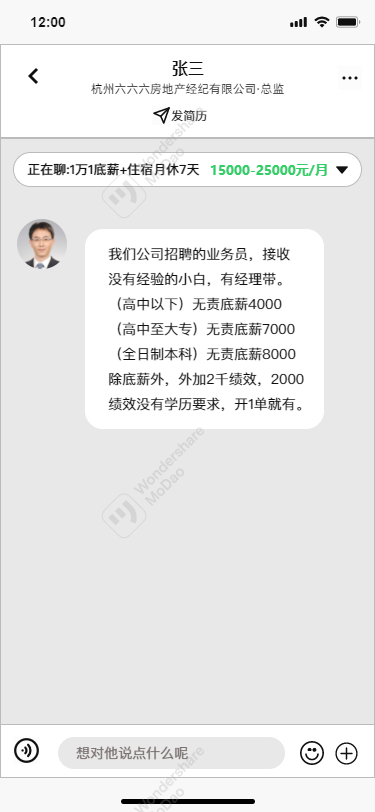 12:00
张三
杭州六六六房地产经纪有限公司·总监
发简历
正在聊:1万1底薪+住宿月休7天 15000-25000元/月
我们公司招聘的业务员，接收
没有经验的小白，有经理带。
（高中以下）无责底薪4000
（高中至大专）无责底薪7000
（全日制本科）无责底薪8000
除底薪外，外加2千绩效，2000
绩效没有学历要求，开1单就有。
想对他说点什么呢
Wondershare
MoDao
Wondershare
MoDao
Wondershare
MoDao